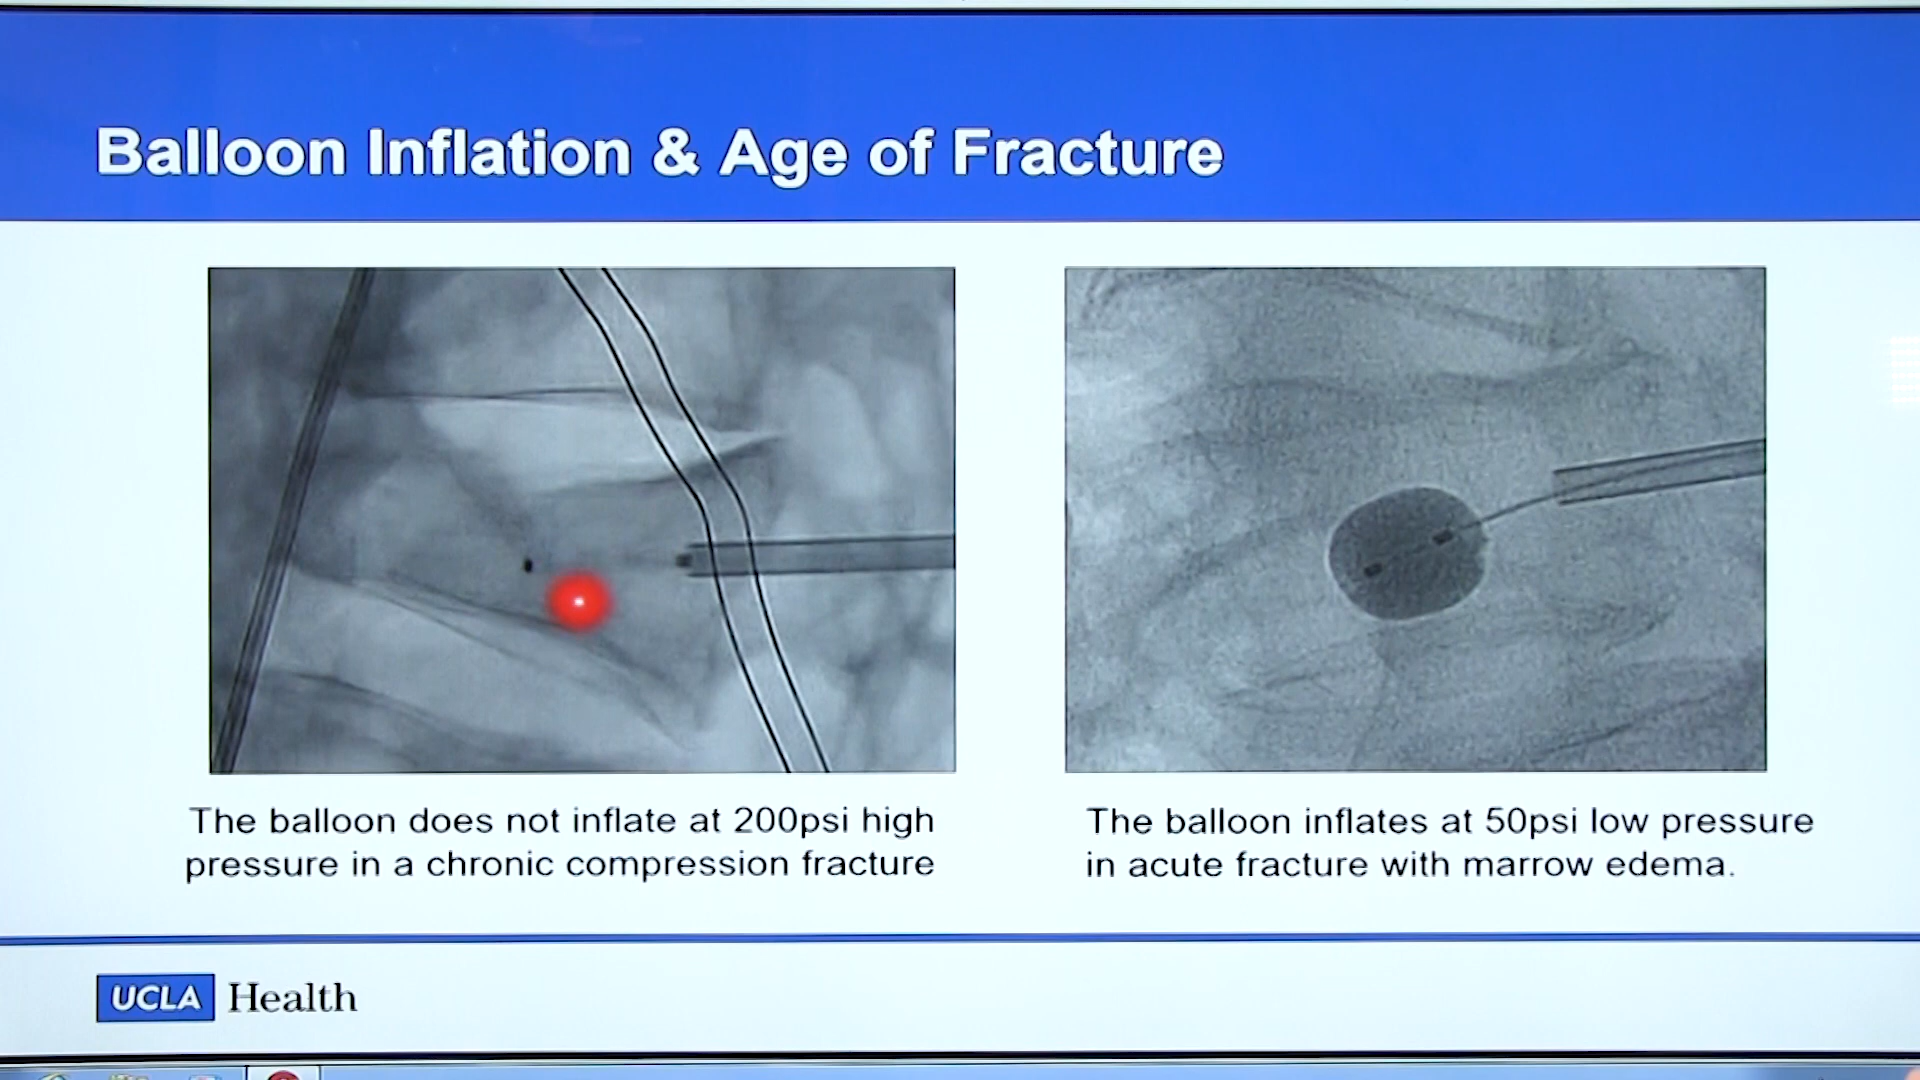 Balloon Inflation & Age of Fracture
The balloon does not inflate at 200psi high
pressure in a chronic compression fracture
The balloon inflates at 50psi low pressure
in acute fracture with marrow edema.
UCLA Health